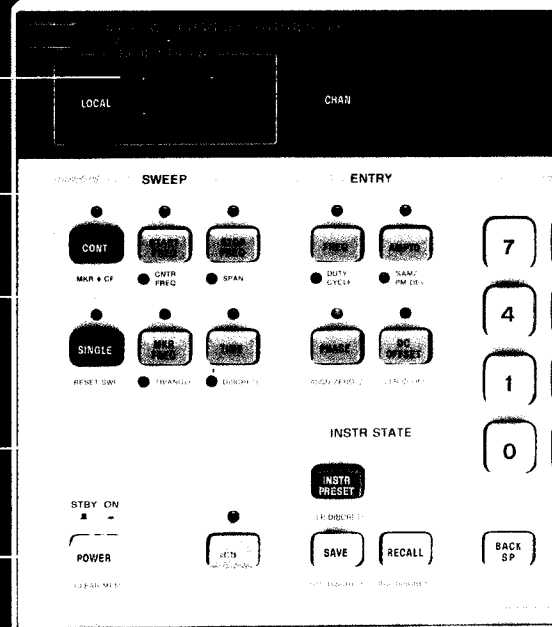 LOCAL CHAN
SWEEP ENTRY
CONT START FREQ STOP FREQ FREQ AMPTD 7
MKR → CF CNTR FREQ SPAN DUTY CYCLE
4
SINGLE MKR FREQ TIME PHASE DC OFFSET
RESET SWP TRIANGLE DISCRETE 1
INSTR STATE
0
INSTR PRESET
STBY ON
POWER SAVE RECALL BACK SP
CLEAR MEM